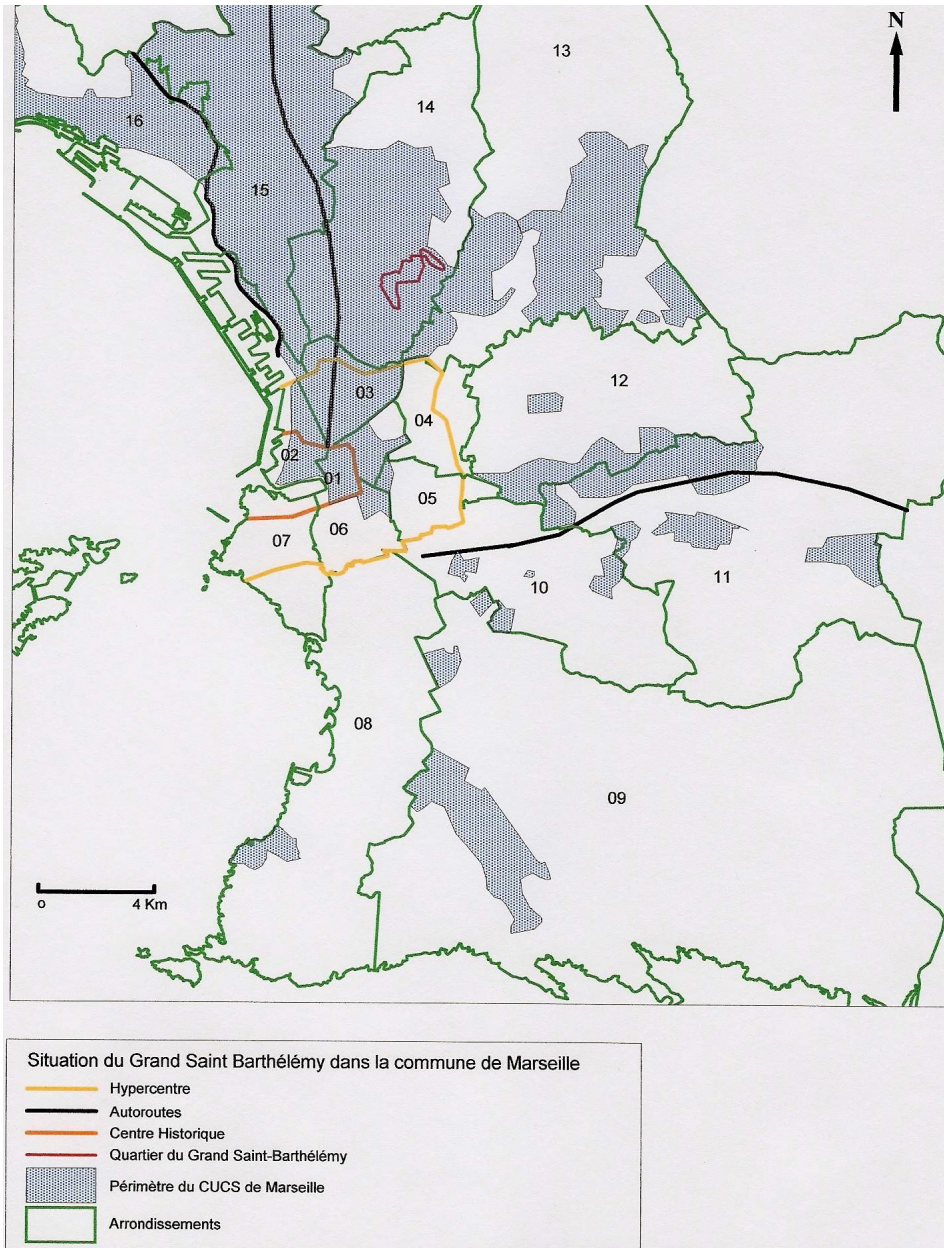 N
13
14
16
15
12
03
04
02
01
05
06
07
10
11
08
09
o 4 Km
Situation du Grand Saint Barthélémy dans la commune de Marseille
Hypercentre
Autoroutes
Centre Historique
Quartier du Grand Saint-Barthélémy
Périmètre du CUCS de Marseille
Arrondissements